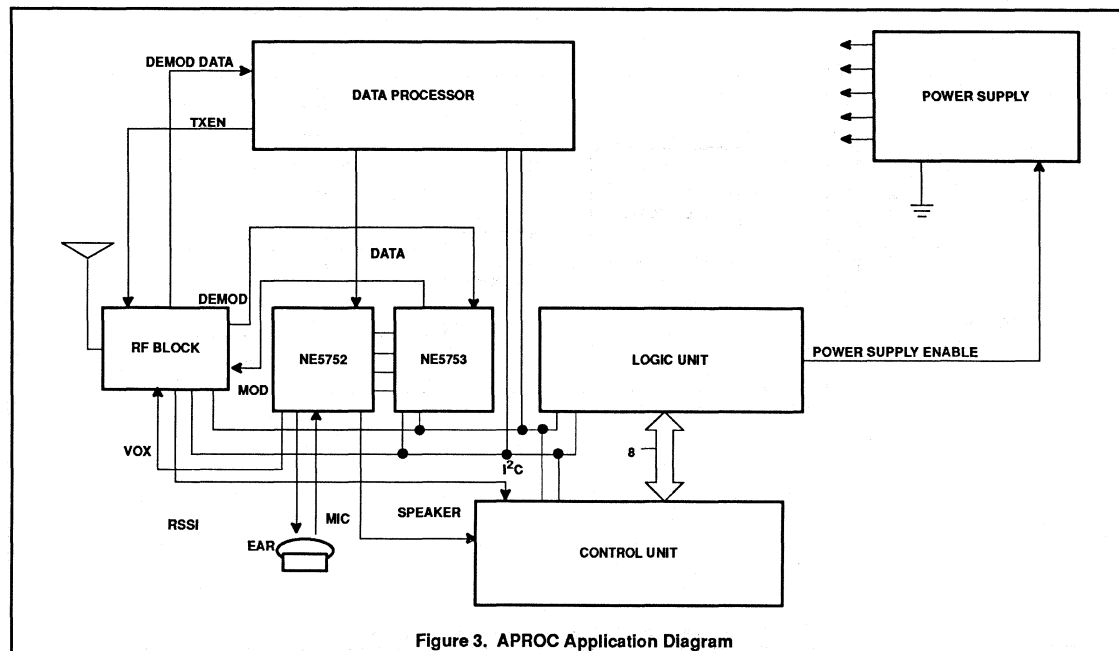 DEMOD DATA
DATA PROCESSOR
POWER SUPPLY
TXEN
DATA
DEMOD
RF BLOCK
NE5752
NE5753
LOGIC UNIT
POWER SUPPLY ENABLE
MOD
VOX
I²C
8
RSSI
MIC
SPEAKER
EAR
CONTROL UNIT
Figure 3. APROC Application Diagram